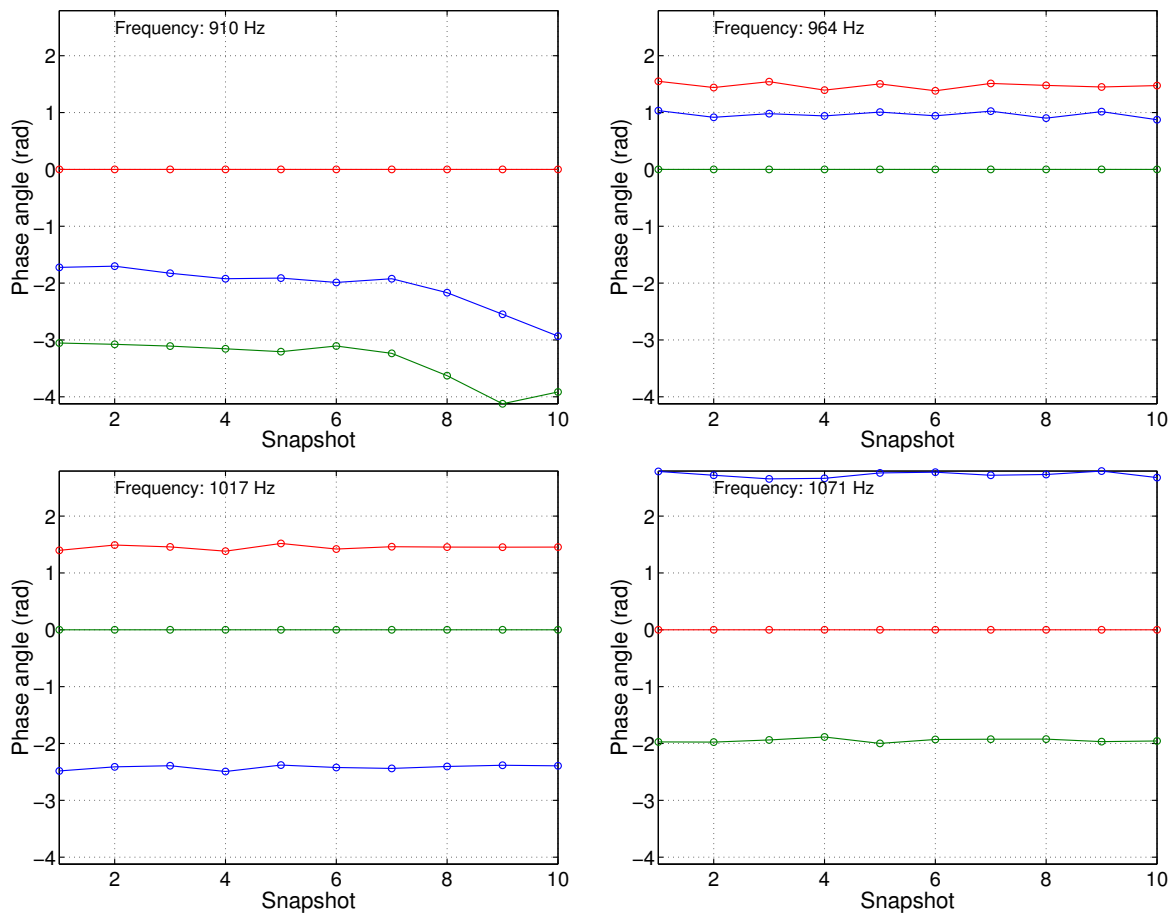 Frequency: 910 Hz
2
1
0
−1
−2
−3
−4
Phase angle (rad)
2 4 6 8 10
Snapshot
Frequency: 964 Hz
2
1
0
−1
−2
−3
−4
Phase angle (rad)
2 4 6 8 10
Snapshot
Frequency: 1017 Hz
2
1
0
−1
−2
−3
−4
Phase angle (rad)
2 4 6 8 10
Snapshot
Frequency: 1071 Hz
2
1
0
−1
−2
−3
−4
Phase angle (rad)
2 4 6 8 10
Snapshot